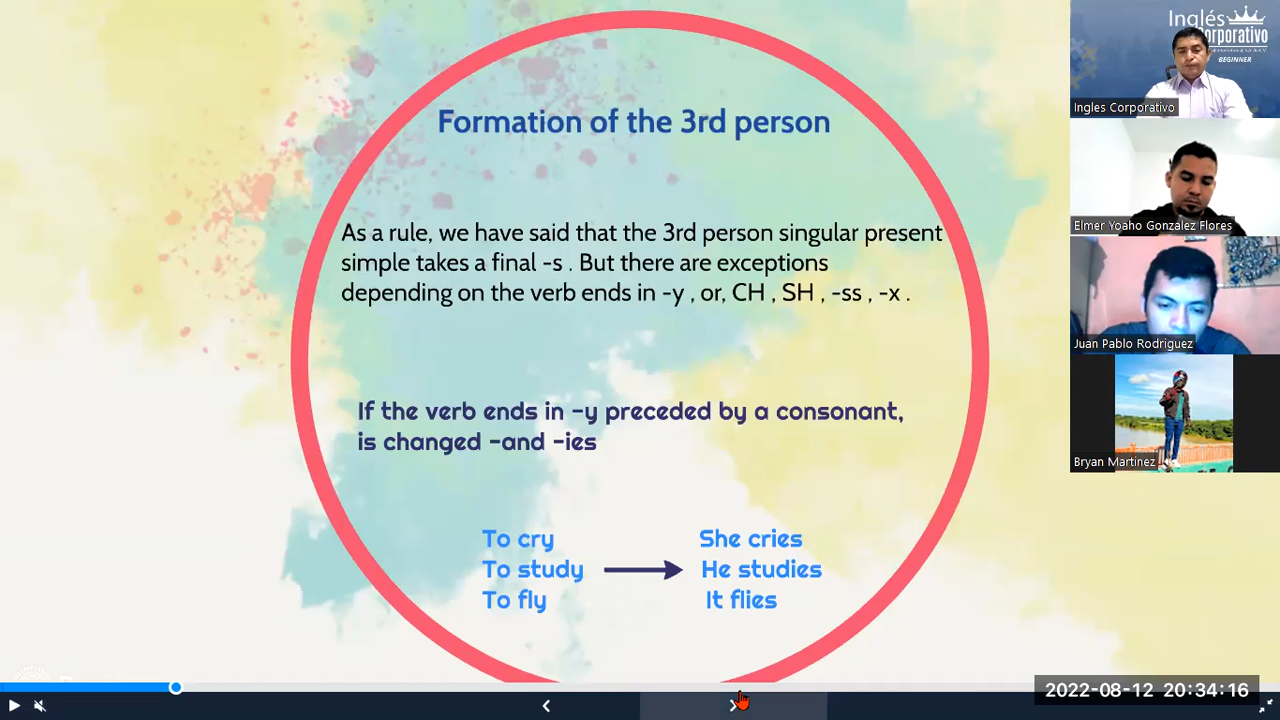 Formation of the 3rd person
As a rule, we have said that the 3rd person singular present
simple takes a final -s . But there are exceptions
depending on the verb ends in -y , or, CH , SH , -ss , -x .
If the verb ends in -y preceded by a consonant,
is changed -and -ies
To cry She cries
To study He studies
To fly It flies
Inglés
Corporativo
BEGINNER
Ingles Corporativo
Elmer Yoaho Gonzalez Flores
Juan Pablo Rodriguez
Bryan Martinez
2022-08-12 20:34:16